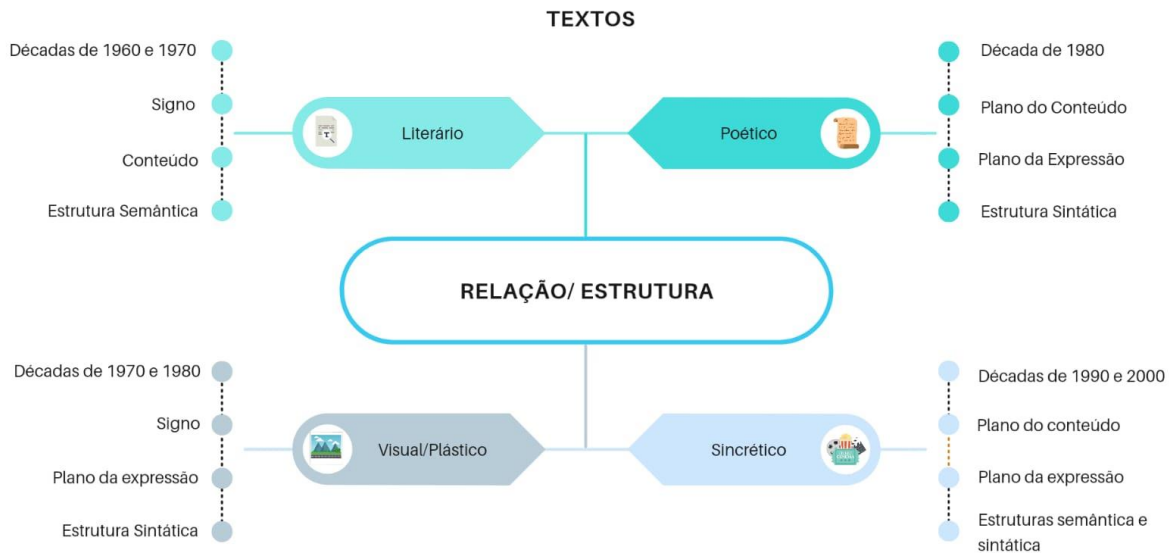 TEXTOS
Décadas de 1960 e 1970
Signo
Conteúdo
Estrutura Semântica
Literário
Poético
Década de 1980
Plano do Conteúdo
Plano da Expressão
Estrutura Sintática
RELAÇÃO/ ESTRUTURA
Décadas de 1970 e 1980
Signo
Plano da expressão
Estrutura Sintática
Visual/Plástico
Sincrético
Décadas de 1990 e 2000
Plano do conteúdo
Plano da expressão
Estruturas semântica e
sintática